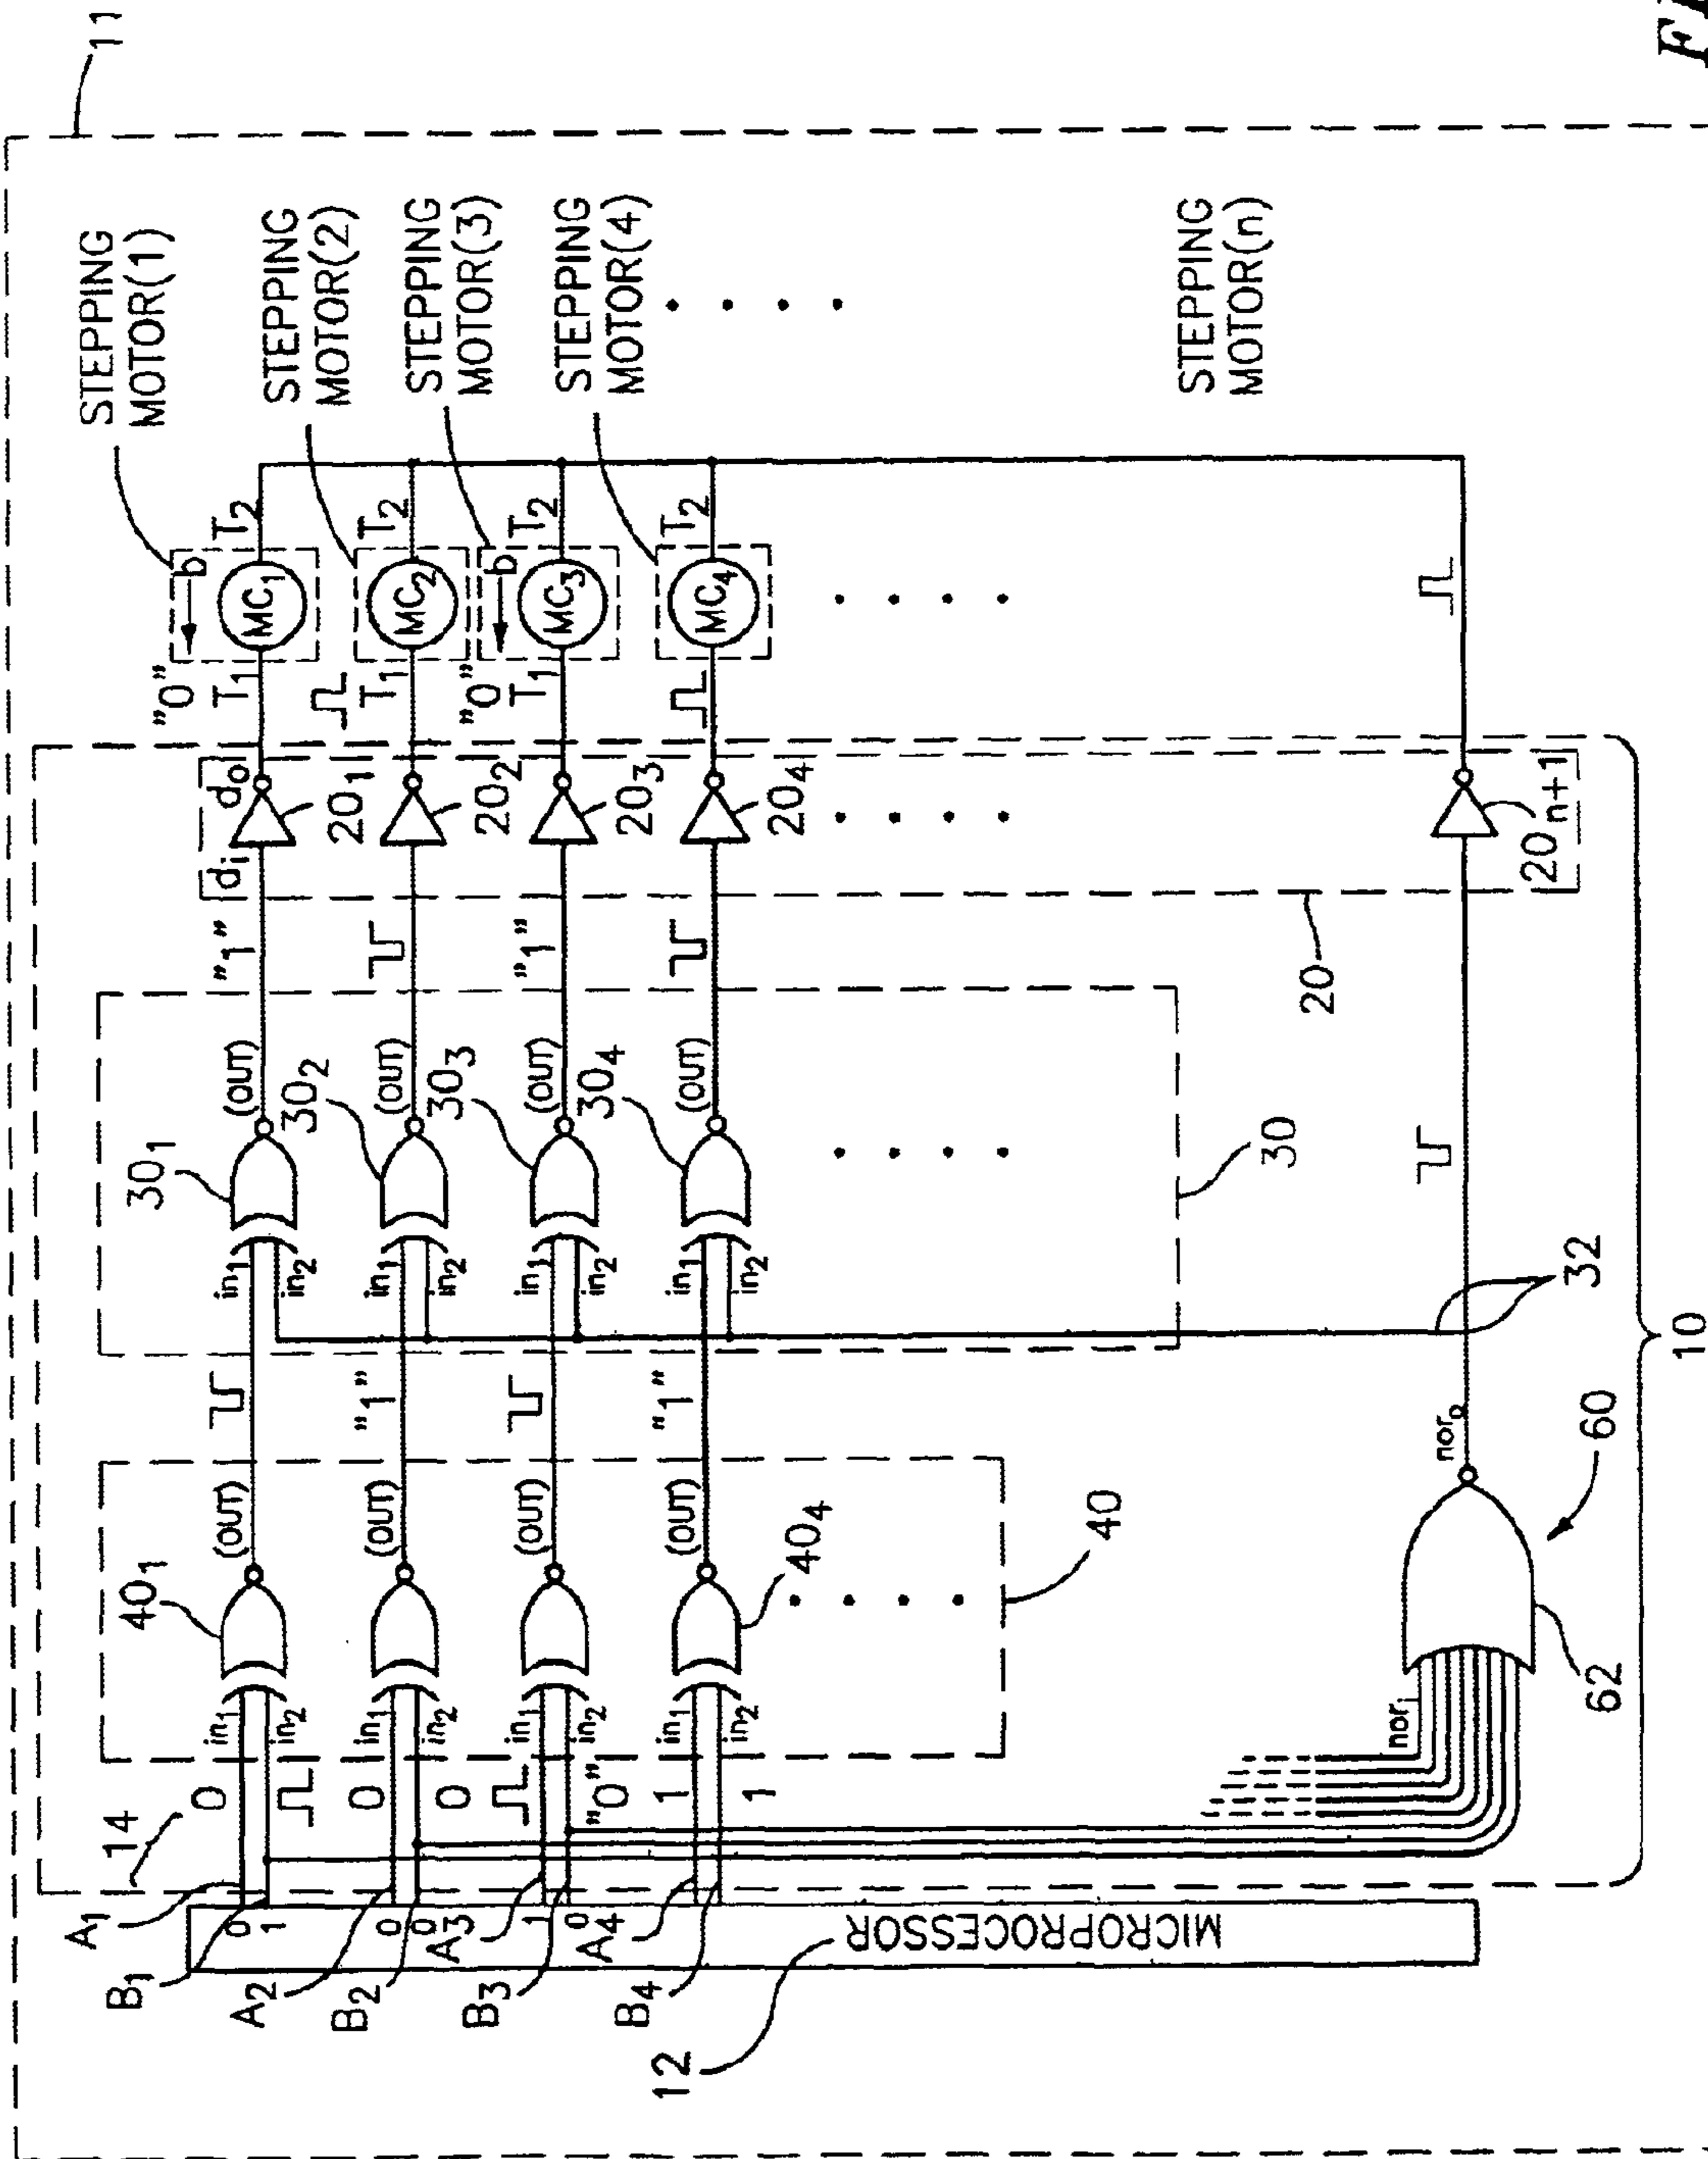 11
FI
STEPPING
MOTOR(1)
STEPPING
MOTOR(2)
STEPPING
MOTOR(3)
STEPPING
MOTOR(4)
STEPPING
MOTOR(n)
A₁
B₁
A₂
B₂
A₃
B₃
A₄
B₄
12
MICROPROCESSOR
0
1
0
0
1
0
14
0
0
0
"0"
1
1
in₁
in₂
in₁
in₂
in₁
in₂
in₁
in₂
40₁
40₄
40
(OUT)
(OUT)
(OUT)
(OUT)
"1"
"1"
in₁
in₂
in₁
in₂
in₁
in₂
in₁
in₂
30₁
30₂
30₃
30₄
30
(OUT)
(OUT)
(OUT)
(OUT)
"1"
"1"
dᵢ
dₒ
20₁
20₂
20₃
20₄
20ₙ₊₁
20
"0"
"0"
T₁
T₁
T₁
b
b
MC₁
MC₂
MC₃
MC₄
T₂
T₂
T₂
T₂
norᵢ
norₒ
62
60
32
10